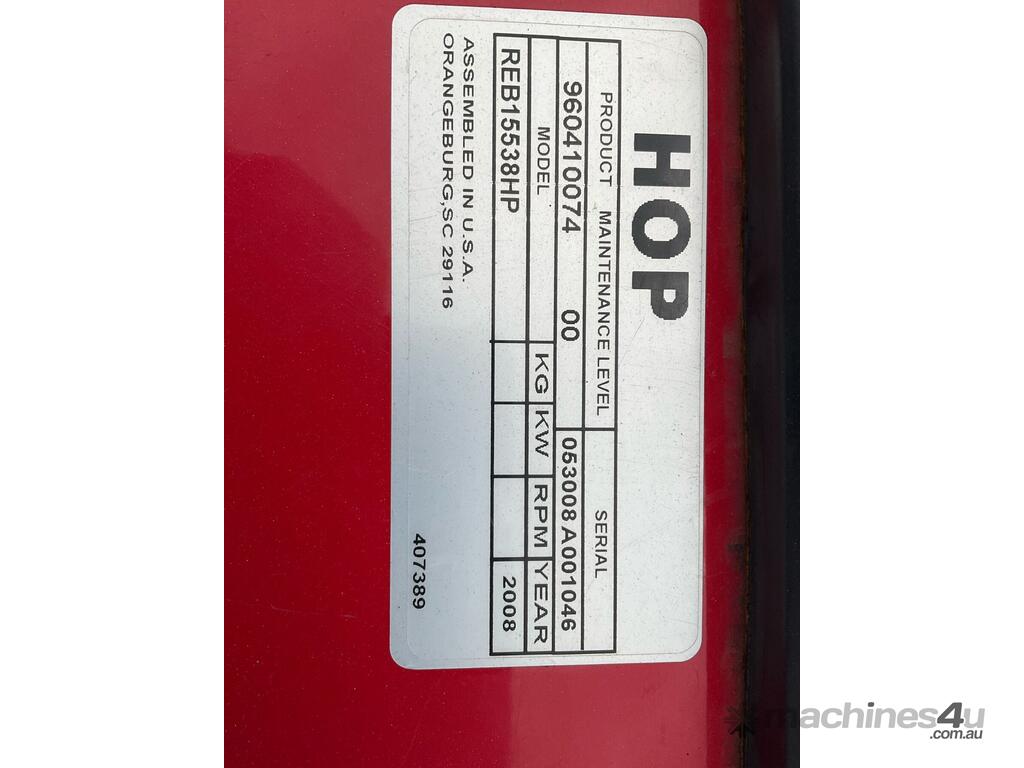 HOP
PRODUCT MAINTENANCE LEVEL SERIAL
960410074 00 053008A001046
MODEL KG KW RPM YEAR
REB15538HP 2008
ASSEMBLED IN U.S.A.
ORANGEBURG,SC 29116
407389
machines4u
.com.au